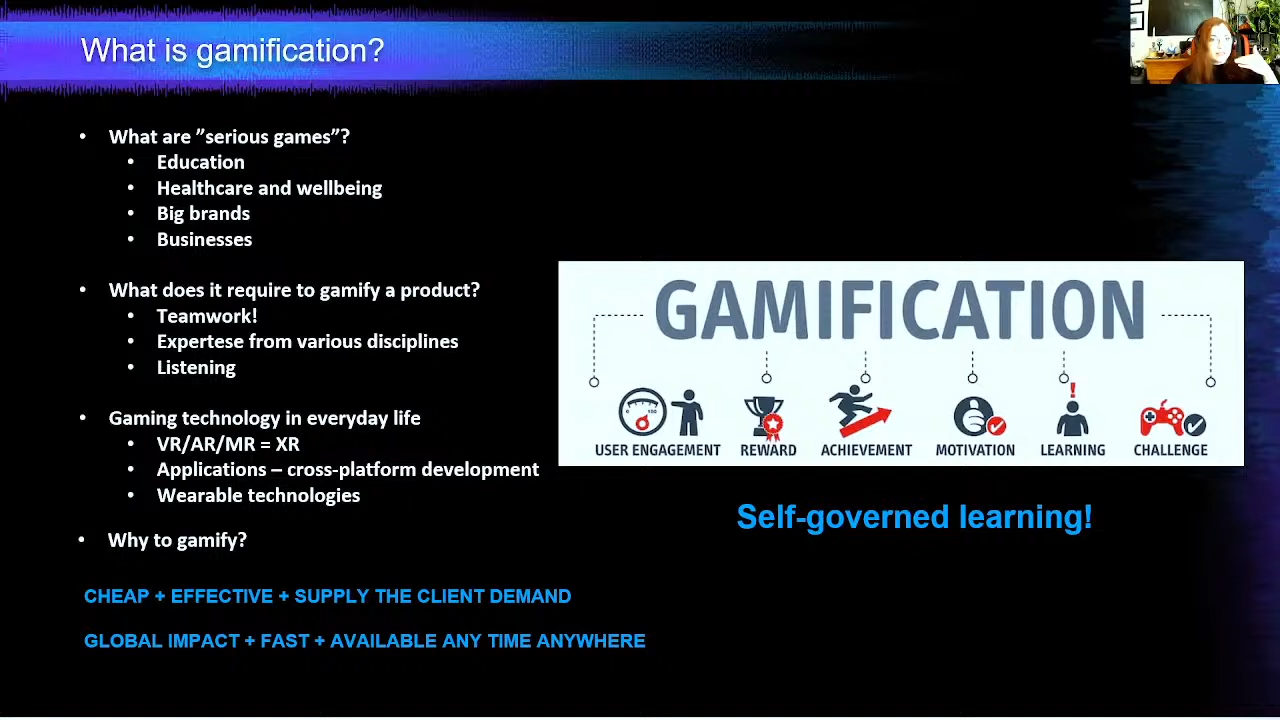 What is gamification?
What are ”serious games”?
Education
Healthcare and wellbeing
Big brands
Businesses
What does it require to gamify a product?
Teamwork!
Expertese from various disciplines
Listening
Gaming technology in everyday life
VR/AR/MR = XR
Applications – cross-platform development
Wearable technologies
Why to gamify?
CHEAP + EFFECTIVE + SUPPLY THE CLIENT DEMAND
GLOBAL IMPACT + FAST + AVAILABLE ANY TIME ANYWHERE
GAMIFICATION
0 100
USER ENGAGEMENT REWARD ACHIEVEMENT MOTIVATION LEARNING CHALLENGE
Self-governed learning!